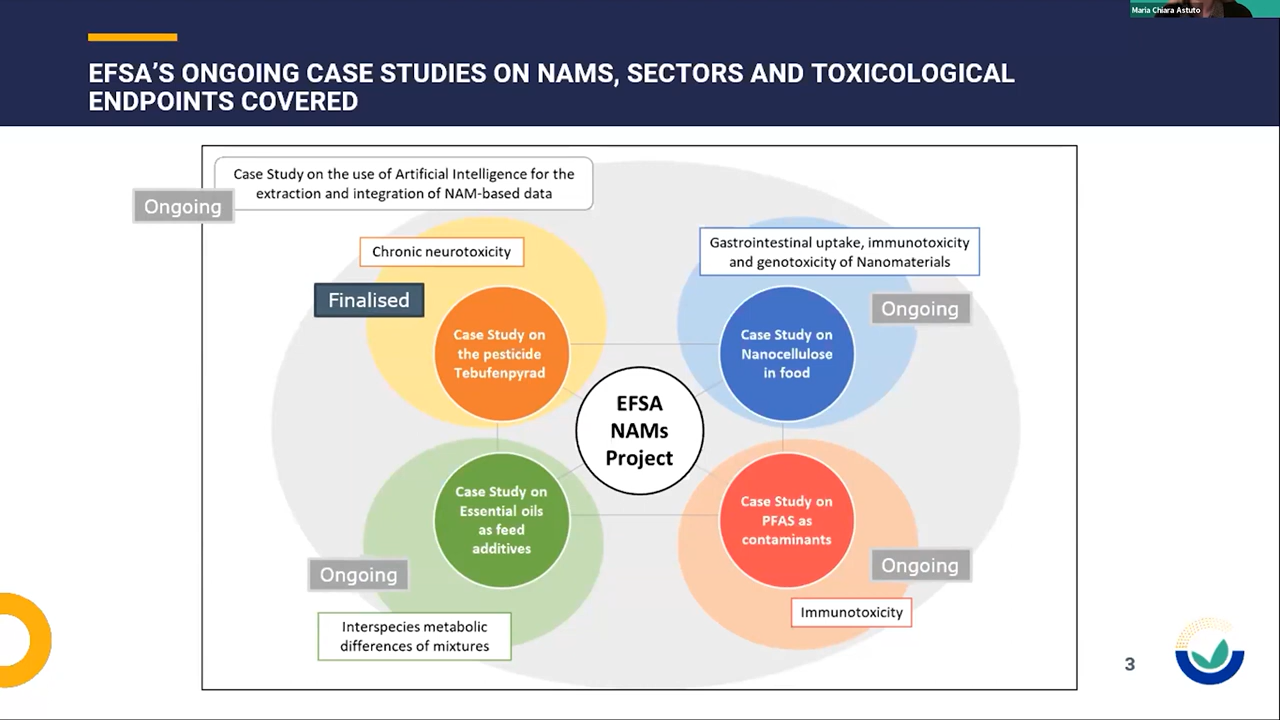 Maria Chiara Astuto
EFSA'S ONGOING CASE STUDIES ON NAMS, SECTORS AND TOXICOLOGICAL
ENDPOINTS COVERED
Case Study on the use of Artificial Intelligence for the
extraction and integration of NAM-based data
Ongoing
Chronic neurotoxicity
Finalised
Case Study on
the pesticide
Tebufenpyrad
Gastrointestinal uptake, immunotoxicity
and genotoxicity of Nanomaterials
Ongoing
Case Study on
Nanocellulose
in food
EFSA
NAMs
Project
Case Study on
Essential oils
as feed
additives
Ongoing
Interspecies metabolic
differences of mixtures
Case Study on
PFAS as
contaminants
Ongoing
Immunotoxicity
3